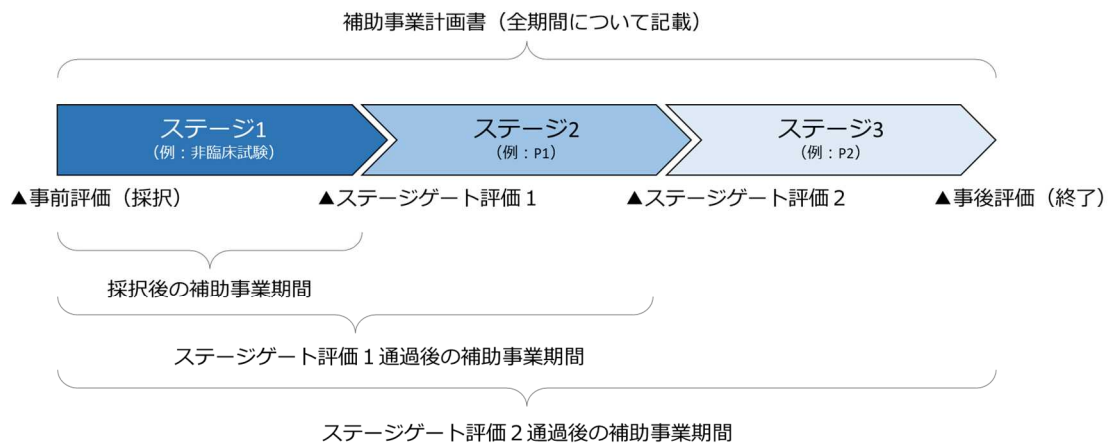 補助事業計画書（全期間について記載）
ステージ1
（例：非臨床試験）
ステージ2
（例：P1）
ステージ3
（例：P2）
▲事前評価（採択）
▲ステージゲート評価１
▲ステージゲート評価２
▲事後評価（終了）
採択後の補助事業期間
ステージゲート評価１通過後の補助事業期間
ステージゲート評価２通過後の補助事業期間